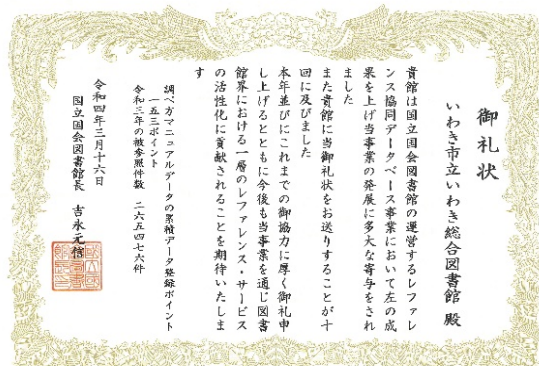 御礼状
いわき市立いわき総合図書館 殿
貴館は国立国会図書館の運営するレファレ
ンス協同データベース事業において左の成
果を上げ当事業の発展に多大な寄与をされ
ました
また貴館に当御礼状をお送りすることが十
回に及びました
本年並びにこれまでの御協力に厚く御礼申
し上げるとともに今後も当事業を通じ図書
館界における一層のレファレンス・サービス
の活性化に貢献されることを期待いたしま
す
調べ方マニュアルデータの累積データ登録ポイント
一五三ポイント
令和三年の被参照件数 二六五四七六件
令和四年三月十六日
国立国会図書館長 吉永元信